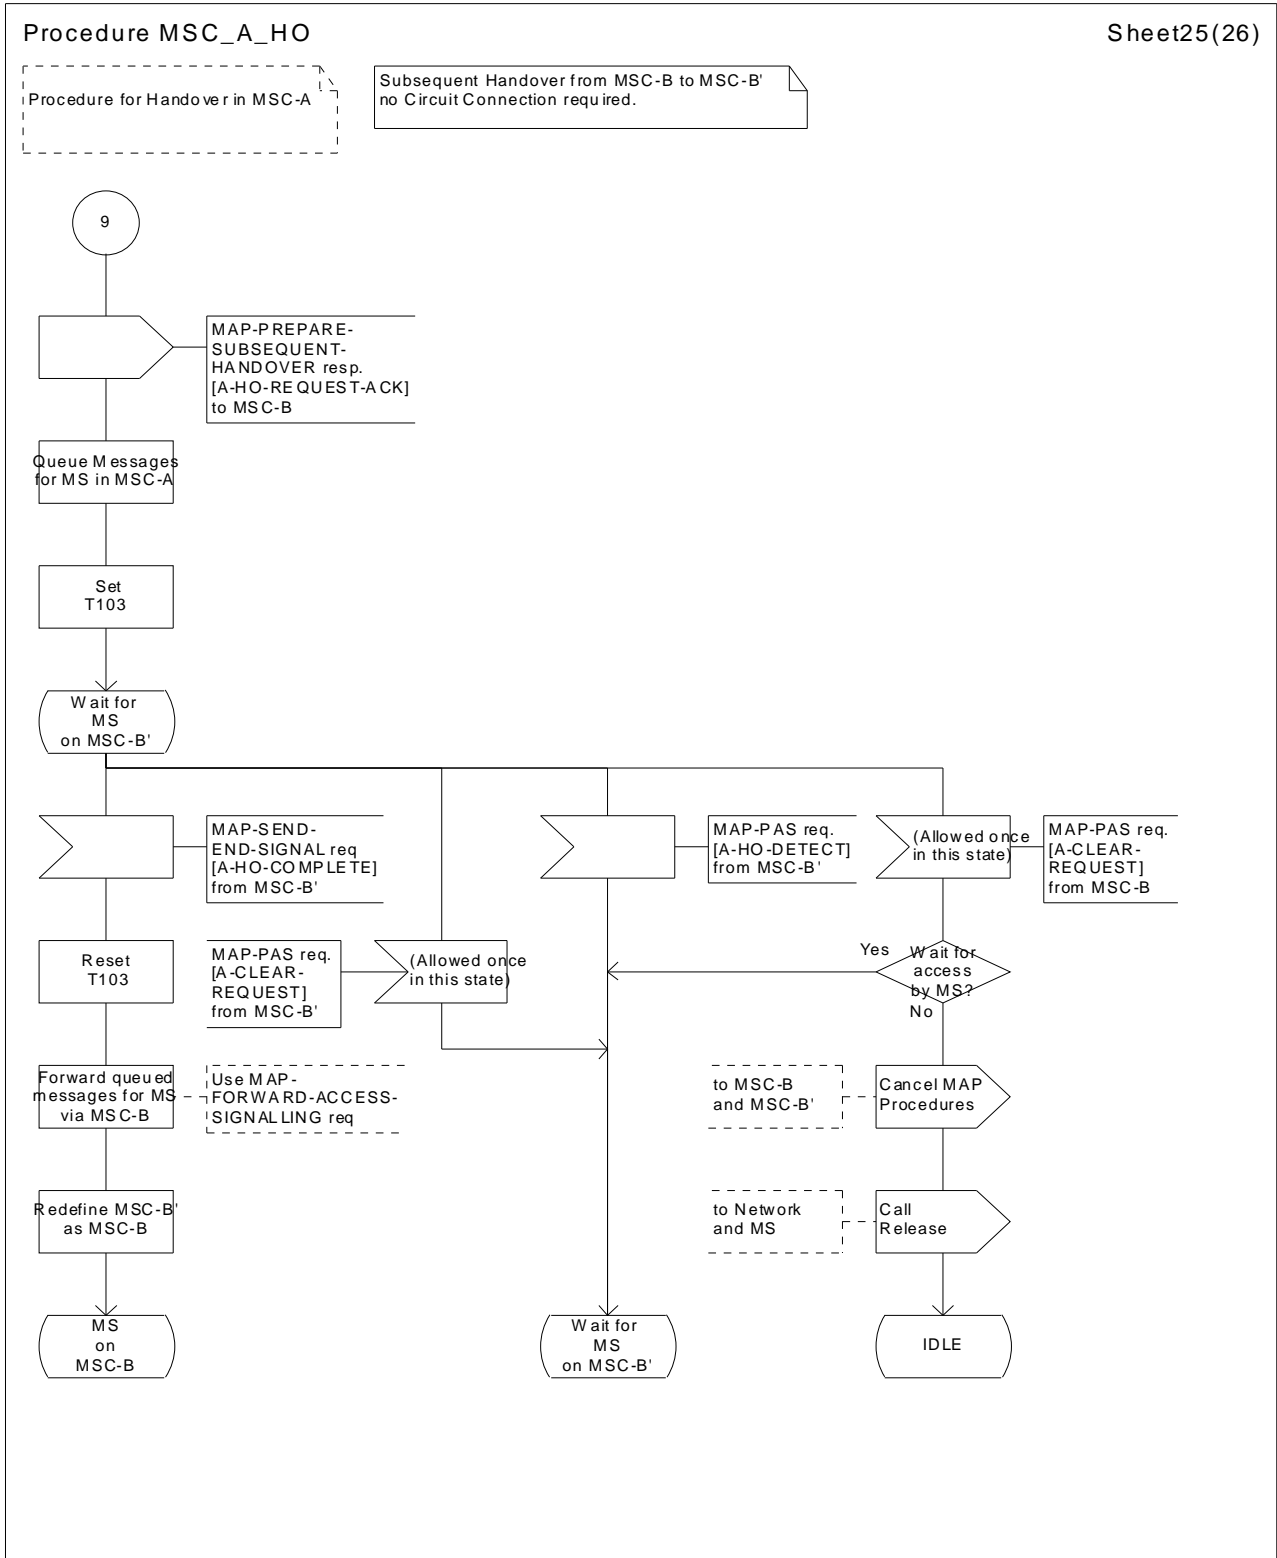 Procedure MSC_A_HO
Sheet25(26)
Procedure for Handover in MSC-A
Subsequent Handover from MSC-B to MSC-B'
no Circuit Connection required.
9
MAP-PREPARE-
SUBSEQUENT-
HANDOVER resp.
[A-HO-REQUEST-ACK]
to MSC-B
Queue Messages
for MS in MSC-A
Set
T103
Wait for
MS
on MSC-B'
MAP-SEND-
END-SIGNAL req
[A-HO-COMPLETE]
from MSC-B'
MAP-PAS req.
[A-HO-DETECT]
from MSC-B'
(Allowed once
in this state)
MAP-PAS req.
[A-CLEAR-
REQUEST]
from MSC-B
Reset
T103
MAP-PAS req.
[A-CLEAR-
REQUEST]
from MSC-B'
(Allowed once
in this state)
Yes
Wait for
access
by MS?
No
Forward queued
messages for MS
via MSC-B
Use MAP-
FORWARD-ACCESS-
SIGNALLING req
to MSC-B
and MSC-B'
Cancel MAP
Procedures
Redefine MSC-B'
as MSC-B
to Network
and MS
Call
Release
MS
on
MSC-B
Wait for
MS
on MSC-B'
IDLE